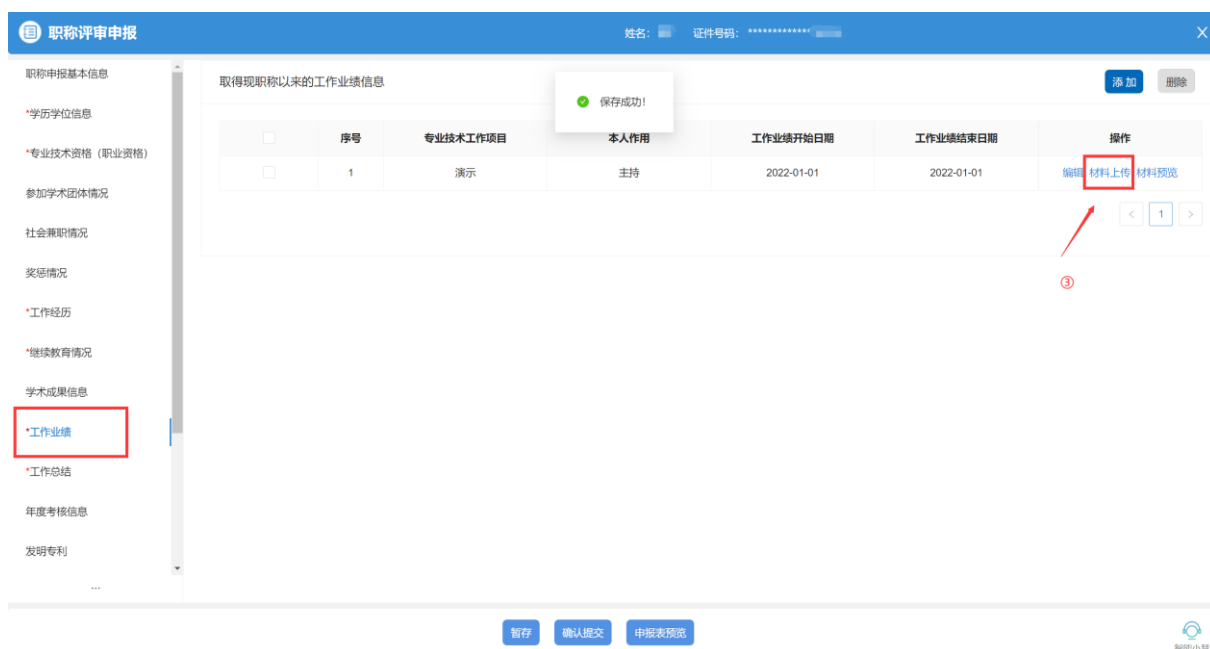 职称评审申报
姓名: 证件号码: *************
X
职称申报基本信息
*学历学位信息
*专业技术资格（职业资格）
参加学术团体情况
社会兼职情况
奖惩情况
*工作经历
*继续教育情况
学术成果信息
*工作业绩
*工作总结
年度考核信息
发明专利
...
取得现职称以来的工作业绩信息
添加 删除
保存成功!
序号 专业技术工作项目 本人作用 工作业绩开始日期 工作业绩结束日期 操作
1 演示 主持 2022-01-01 2022-01-01 编辑 材料上传 材料预览
< 1 >
③
暂存 确认提交 申报表预览